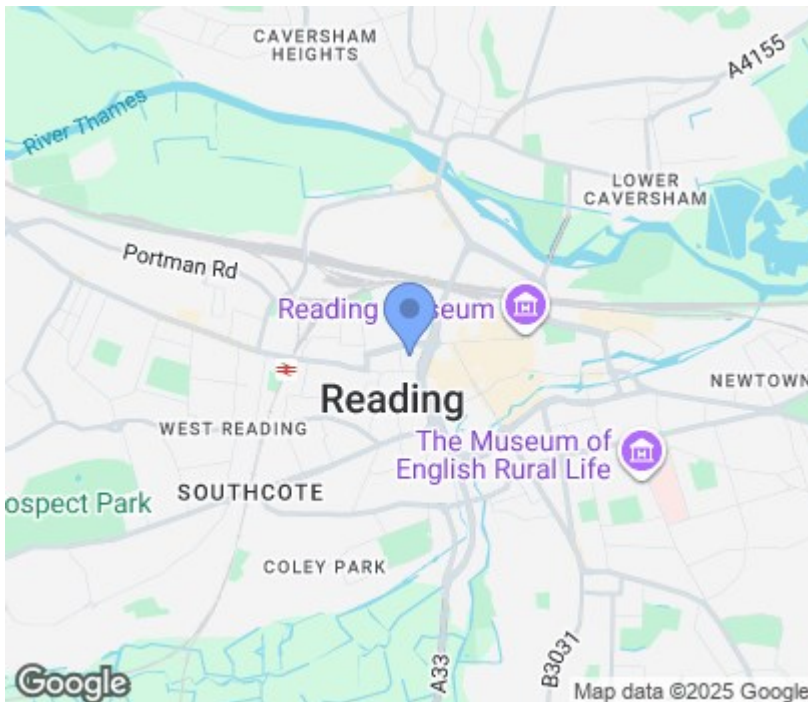 CAVERSHAM
HEIGHTS
A4155
River Thames
LOWER
CAVERSHAM
Portman Rd
Reading Museum
Reading
NEWTOWN
WEST READING
The Museum of
English Rural Life
SOUTHCOTE
ospect Park
COLEY PARK
A33
B3031
Google
Map data ©2025 Google